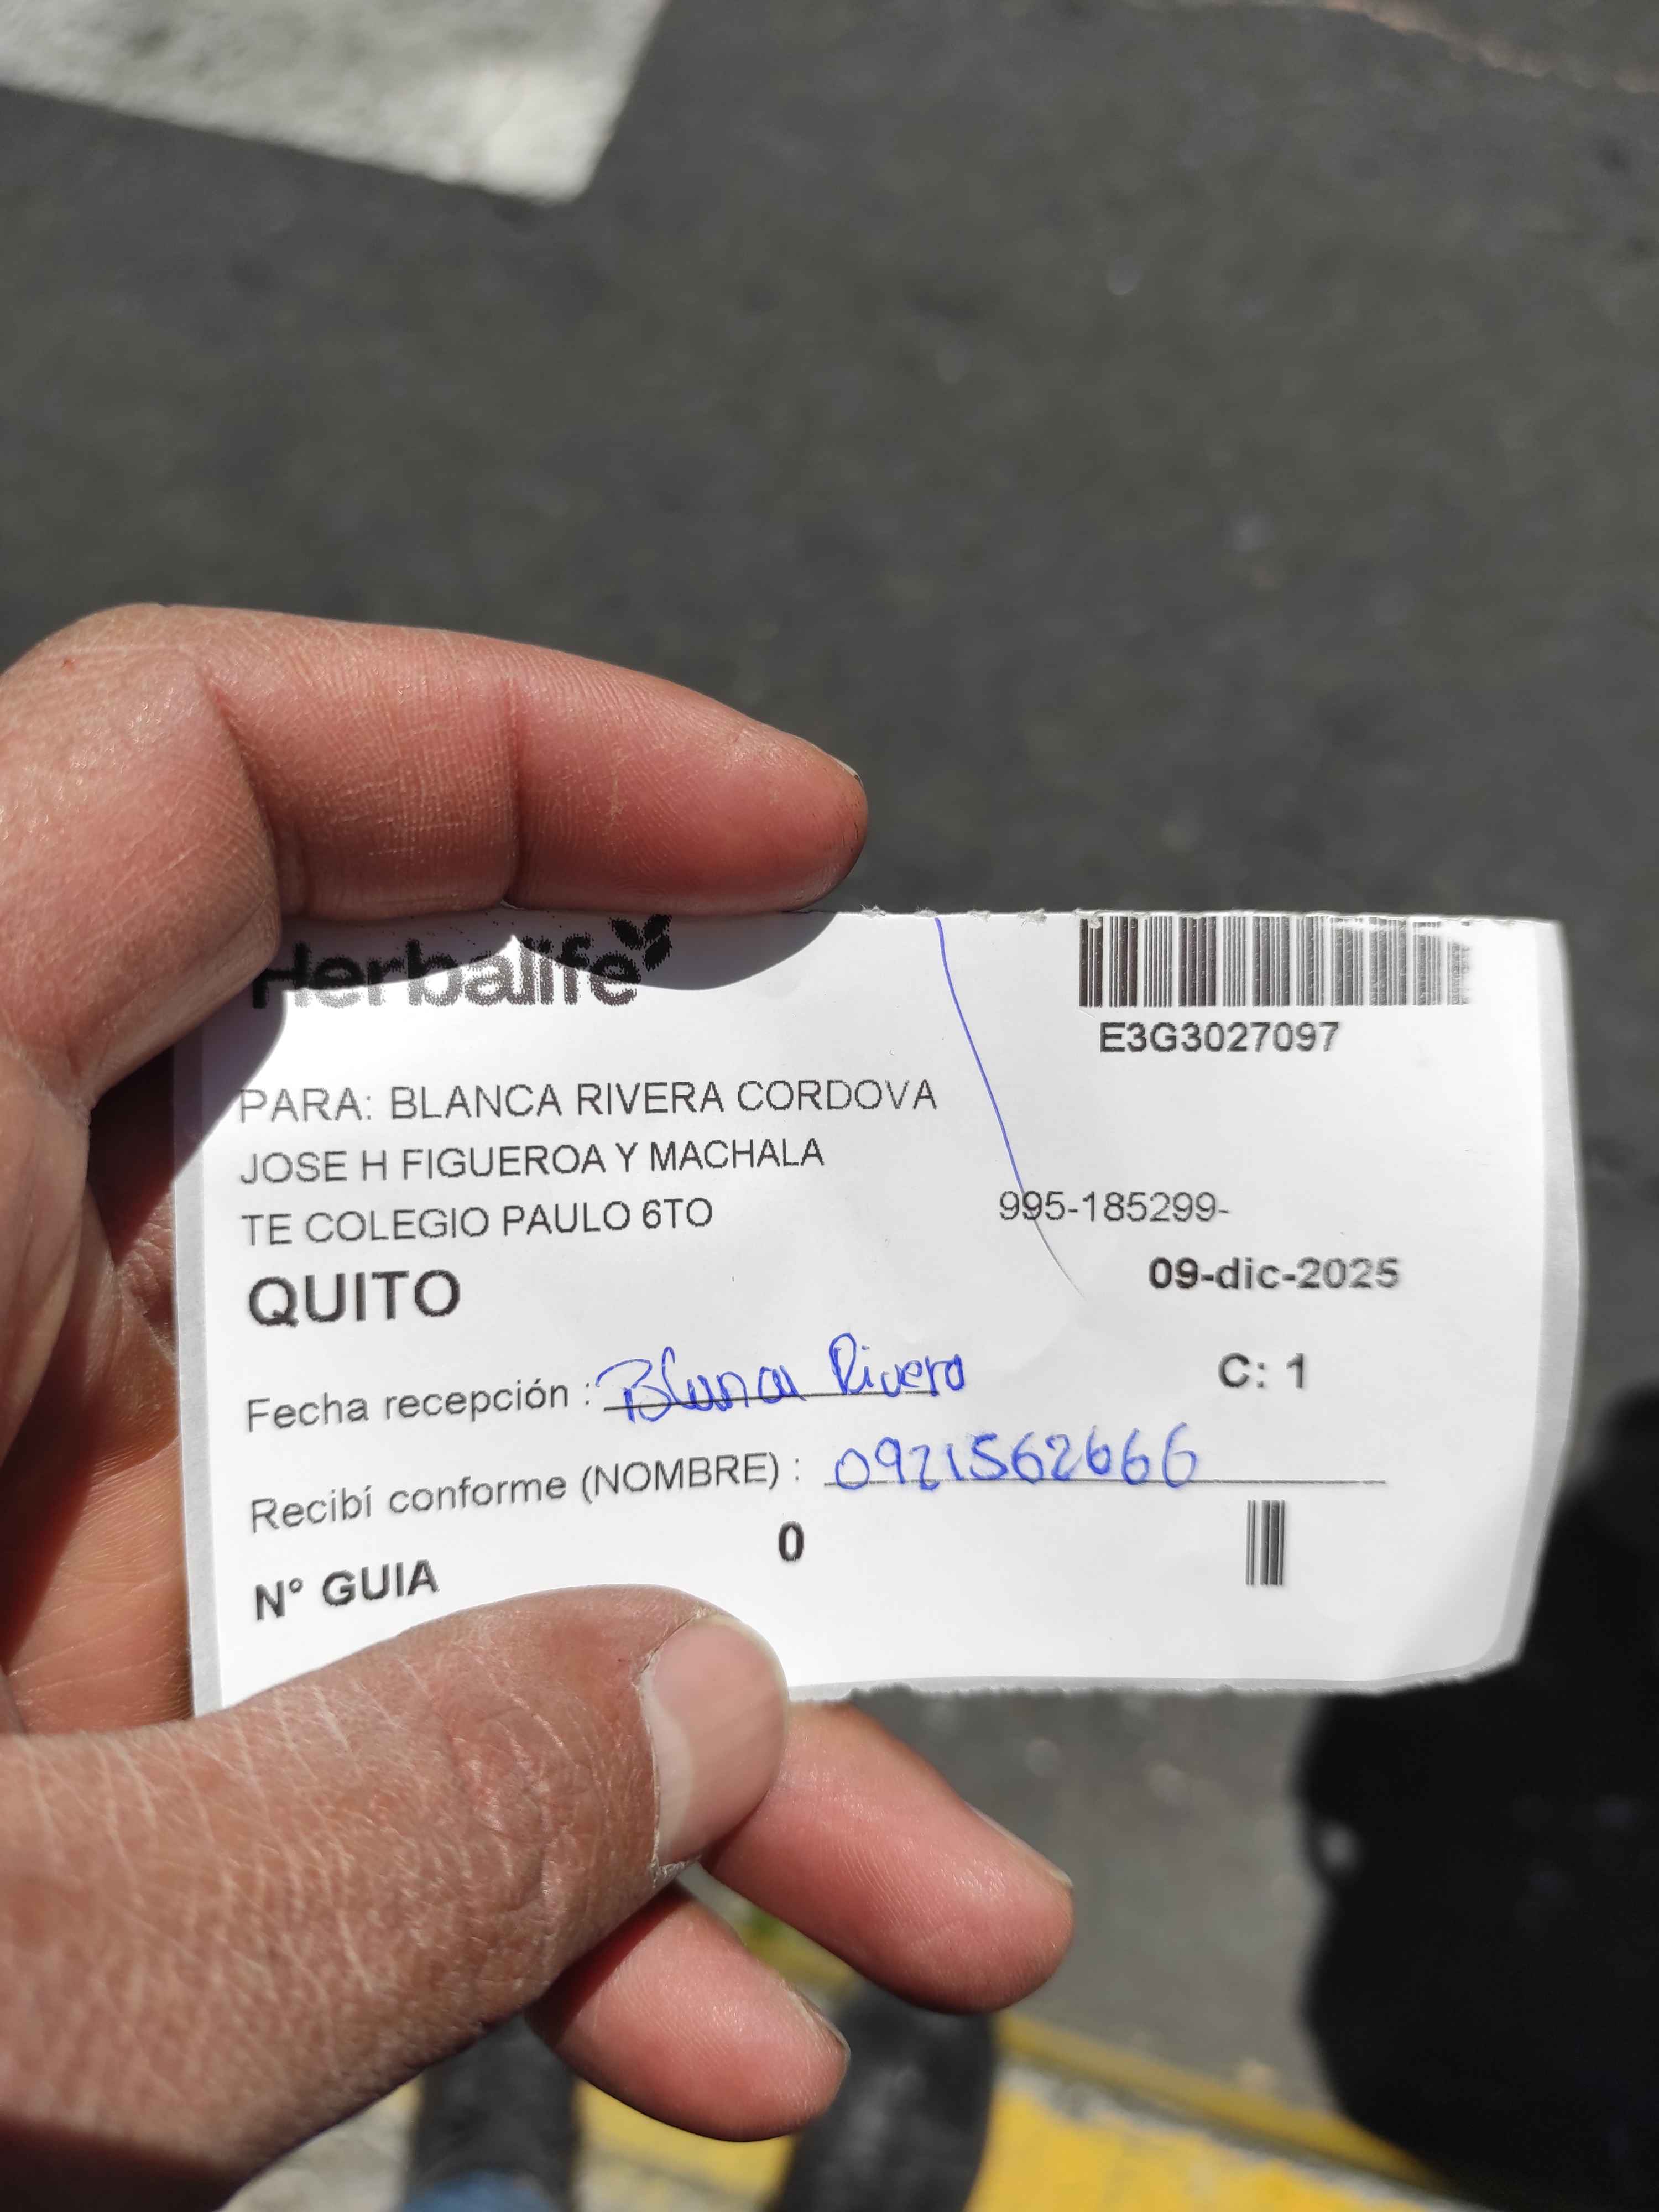 Herbalife
E3G3027097
PARA: BLANCA RIVERA CORDOVA
JOSE H FIGUEROA Y MACHALA
TE COLEGIO PAULO 6TO
995-185299-
QUITO
09-dic-2025
Fecha recepción : Blanca Rivera
C: 1
Recibí conforme (NOMBRE) : 0921562666
N° GUIA
0